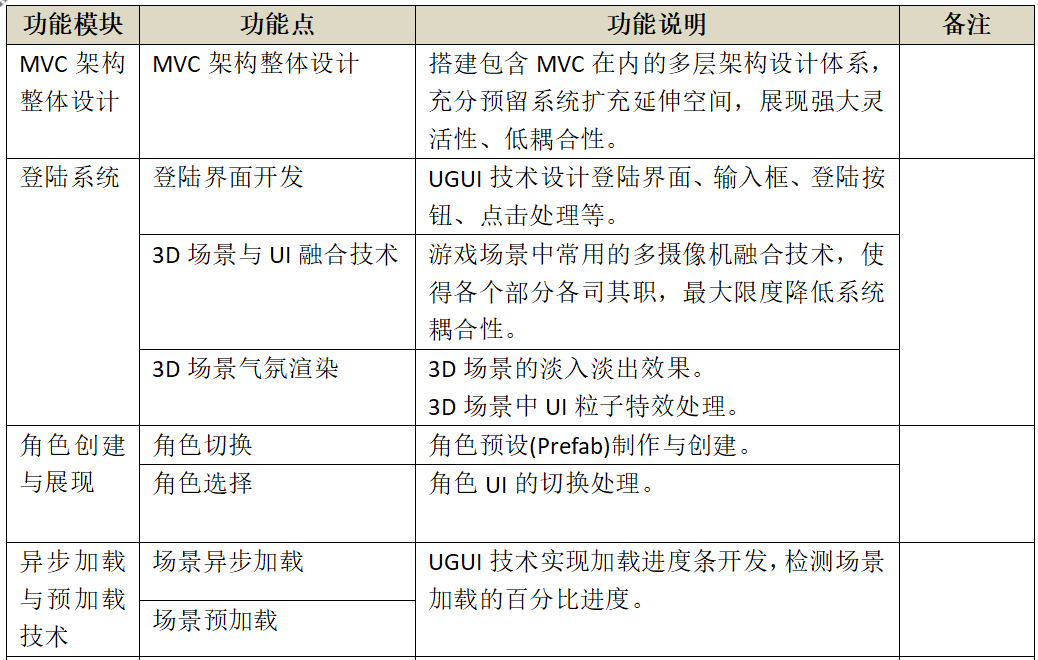 功能模块 功能点 功能说明 备注
MVC 架构
整体设计
MVC 架构整体设计
搭建包含 MVC 在内的多层架构设计体系，
充分预留系统扩充延伸空间，展现强大灵
活性、低耦合性。
登陆系统
登陆界面开发
UGUI 技术设计登陆界面、输入框、登陆按
钮、点击处理等。
3D 场景与 UI 融合技术
游戏场景中常用的多摄像机融合技术，使
得各个部分各司其职，最大限度降低系统
耦合性。
3D 场景气氛渲染
3D 场景的淡入淡出效果。
3D 场景中 UI 粒子特效处理。
角色创建
与展现
角色切换
角色预设(Prefab)制作与创建。
角色选择
角色 UI 的切换处理。
异步加载
与预加载
技术
场景异步加载
UGUI 技术实现加载进度条开发，检测场景
加载的百分比进度。
场景预加载